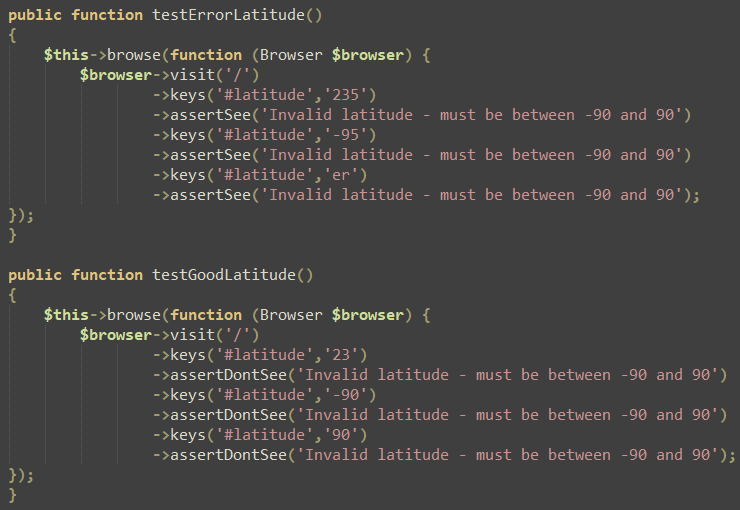 public function testErrorLatitude()
{
    $this->browse(function (Browser $browser) {
        $browser->visit('/')
                ->keys('#latitude','235')
                ->assertSee('Invalid latitude - must be between -90 and 90')
                ->keys('#latitude','-95')
                ->assertSee('Invalid latitude - must be between -90 and 90')
                ->keys('#latitude','er')
                ->assertSee('Invalid latitude - must be between -90 and 90');
});
}

public function testGoodLatitude()
{
    $this->browse(function (Browser $browser) {
        $browser->visit('/')
                ->keys('#latitude','23')
                ->assertDontSee('Invalid latitude - must be between -90 and 90')
                ->keys('#latitude','-90')
                ->assertDontSee('Invalid latitude - must be between -90 and 90')
                ->keys('#latitude','90')
                ->assertDontSee('Invalid latitude - must be between -90 and 90');
});
}